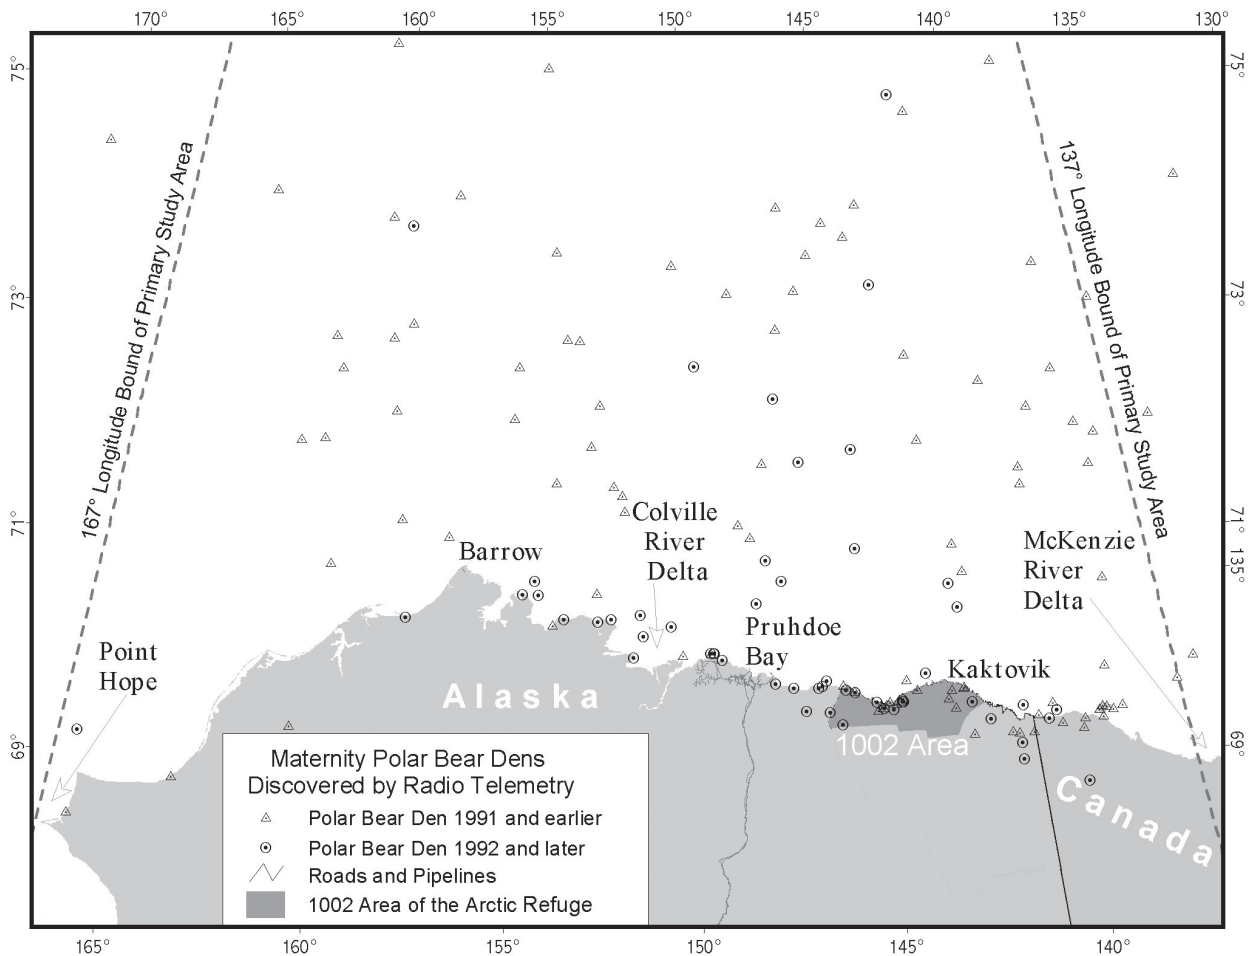 170° 165° 160° 155° 150° 145° 140° 135° 130°
75° 75°
167° Longitude Bound of Primary Study Area
137° Longitude Bound of Primary Study Area
73° 73°
71° 71°
135°
Barrow
Colville
River
Delta
McKenzie
River
Delta
Pruhdoe
Bay
Kaktovik
Point
Hope
Alaska
1002 Area
Canada
69° 69°
Maternity Polar Bear Dens
Discovered by Radio Telemetry
Polar Bear Den 1991 and earlier
Polar Bear Den 1992 and later
Roads and Pipelines
1002 Area of the Arctic Refuge
165° 160° 155° 150° 145° 140°